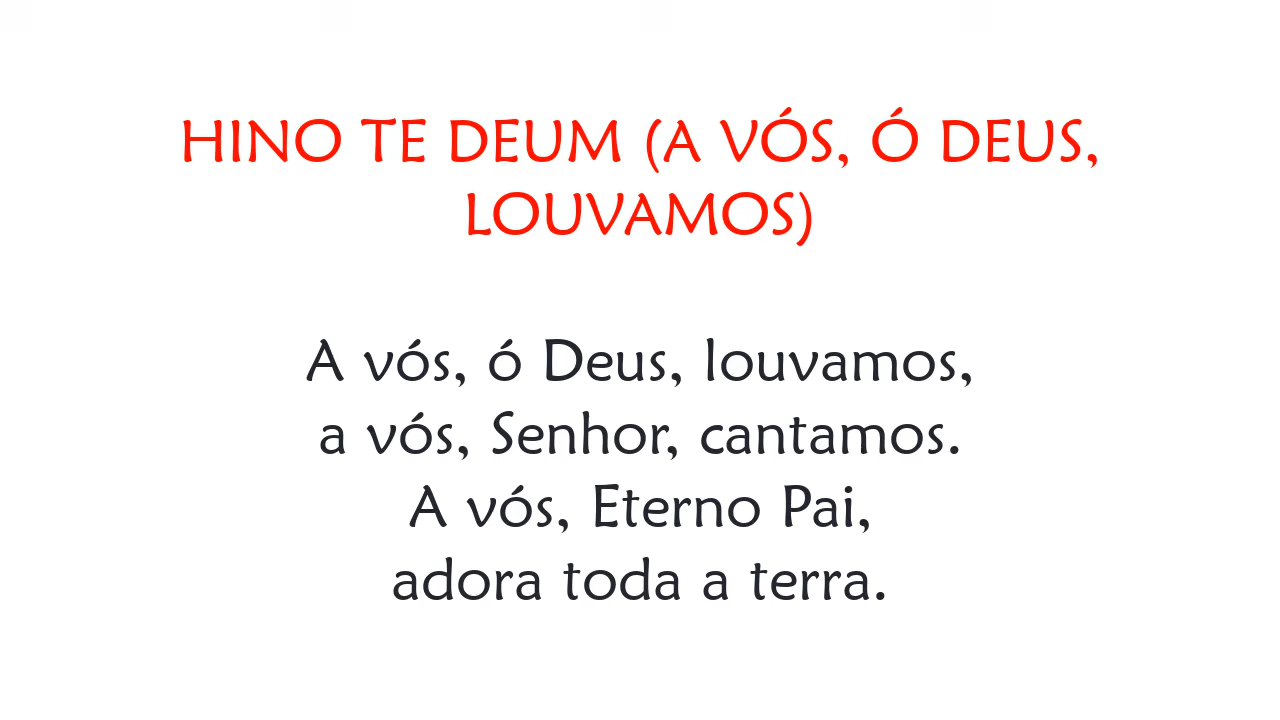 HINO TE DEUM (A VÓS, Ó DEUS,
LOUVAMOS)
A vós, ó Deus, louvamos,
a vós, Senhor, cantamos.
A vós, Eterno Pai,
adora toda a terra.